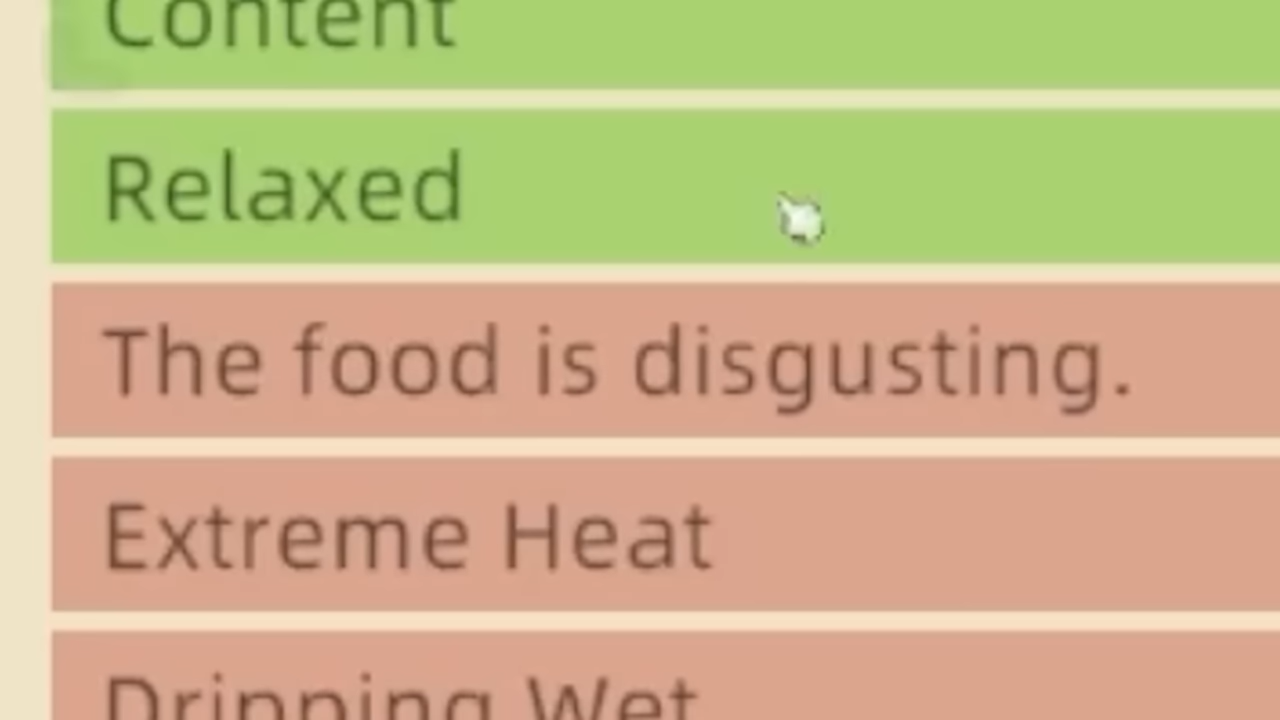 Content
Relaxed
The food is disgusting.
Extreme Heat
Dripping Wet